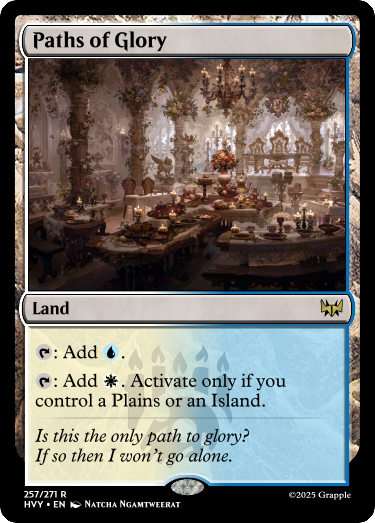 Paths of Glory
Land
: Add .
: Add . Activate only if you
control a Plains or an Island.
Is this the only path to glory?
If so then I won't go alone.
257/271 R
HVY • EN Natcha Ngamtweerat
©2025 Grapple